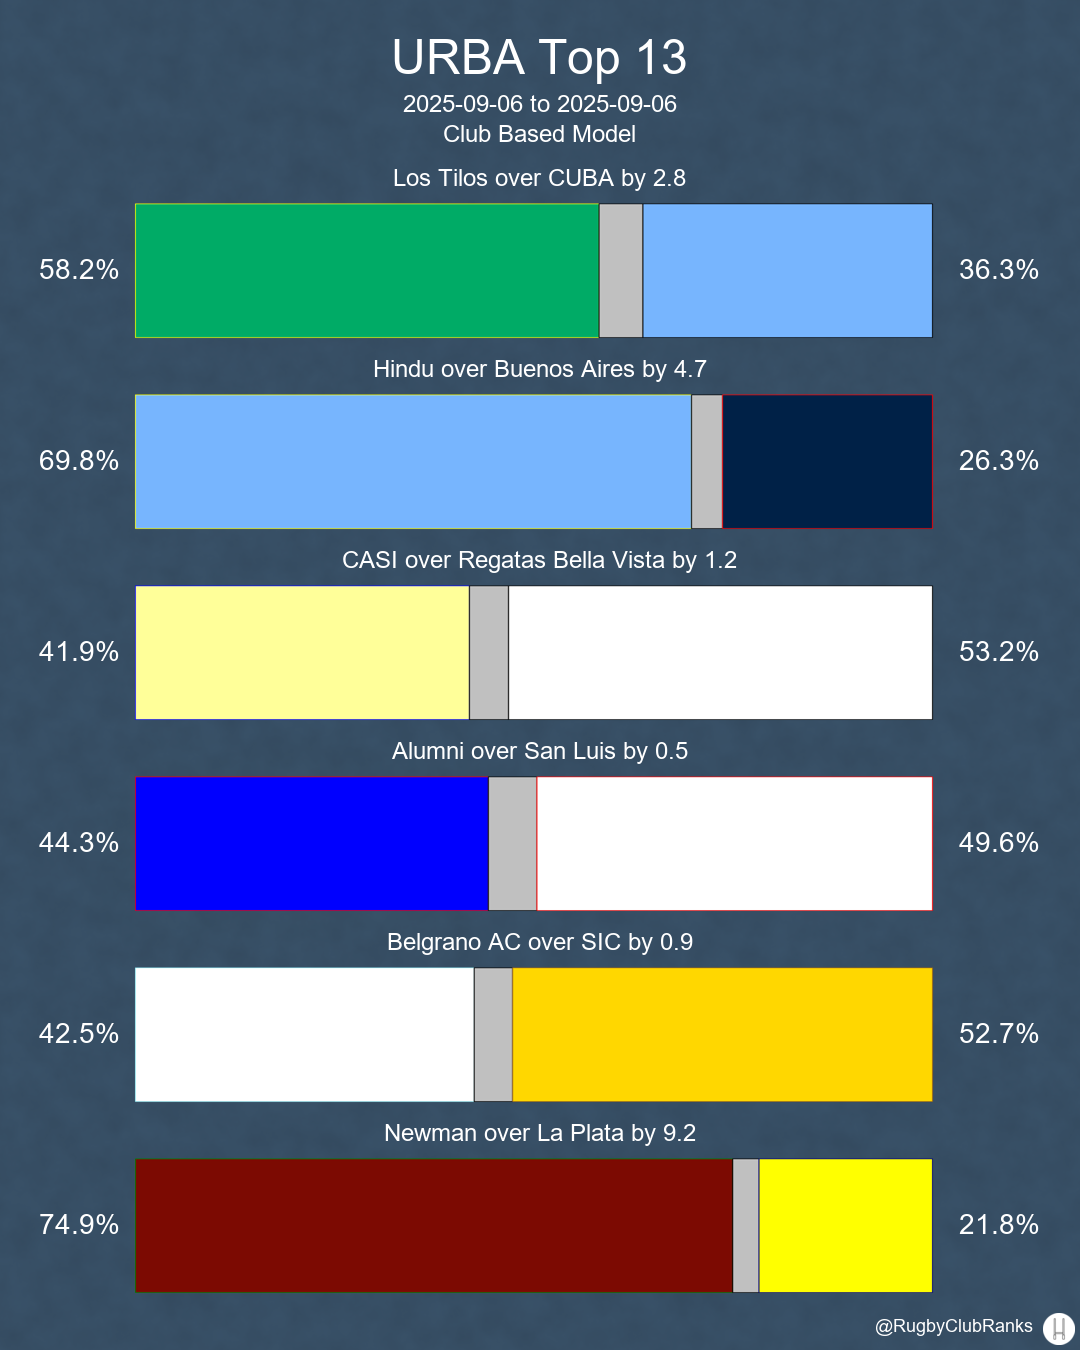 URBA Top 13
2025-09-06 to 2025-09-06
Club Based Model
Los Tilos over CUBA by 2.8
58.2%
36.3%
Hindu over Buenos Aires by 4.7
69.8%
26.3%
CASI over Regatas Bella Vista by 1.2
41.9%
53.2%
Alumni over San Luis by 0.5
44.3%
49.6%
Belgrano AC over SIC by 0.9
42.5%
52.7%
Newman over La Plata by 9.2
74.9%
21.8%
@RugbyClubRanks